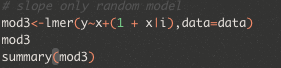 # slope only random model
mod3<-lmer(y~x+(1 + x|i),data=data)
mod3
summary(mod3)